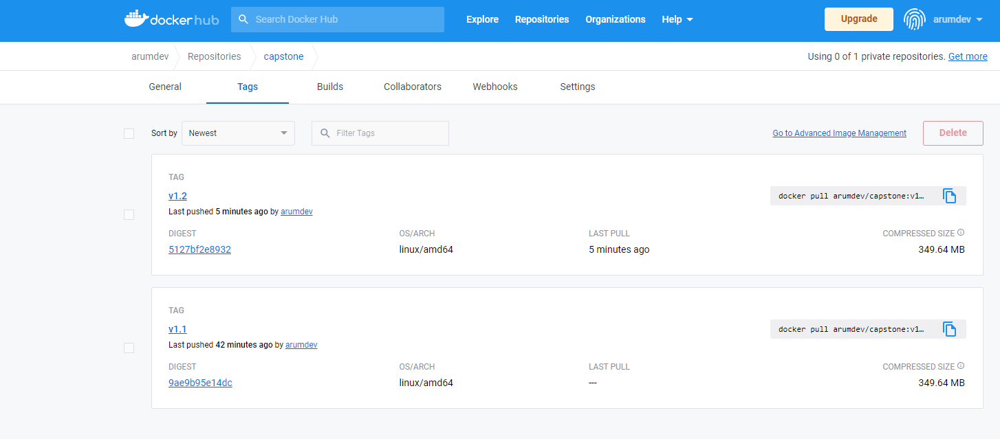 docker hub Search Docker Hub Explore Repositories Organizations Help Upgrade arumdev
arumdev Repositories capstone Using 0 of 1 private repositories. Get more
General Tags Builds Collaborators Webhooks Settings
Sort by Newest Filter Tags Go to Advanced Image Management Delete
TAG
v1.2 docker pull arumdev/capstone:v1…
Last pushed 5 minutes ago by arumdev
DIGEST OS/ARCH LAST PULL COMPRESSED SIZE
5127bf2e8932 linux/amd64 5 minutes ago 349.64 MB
TAG
v1.1 docker pull arumdev/capstone:v1…
Last pushed 42 minutes ago by arumdev
DIGEST OS/ARCH LAST PULL COMPRESSED SIZE
9ae9b95e14dc linux/amd64 --- 349.64 MB